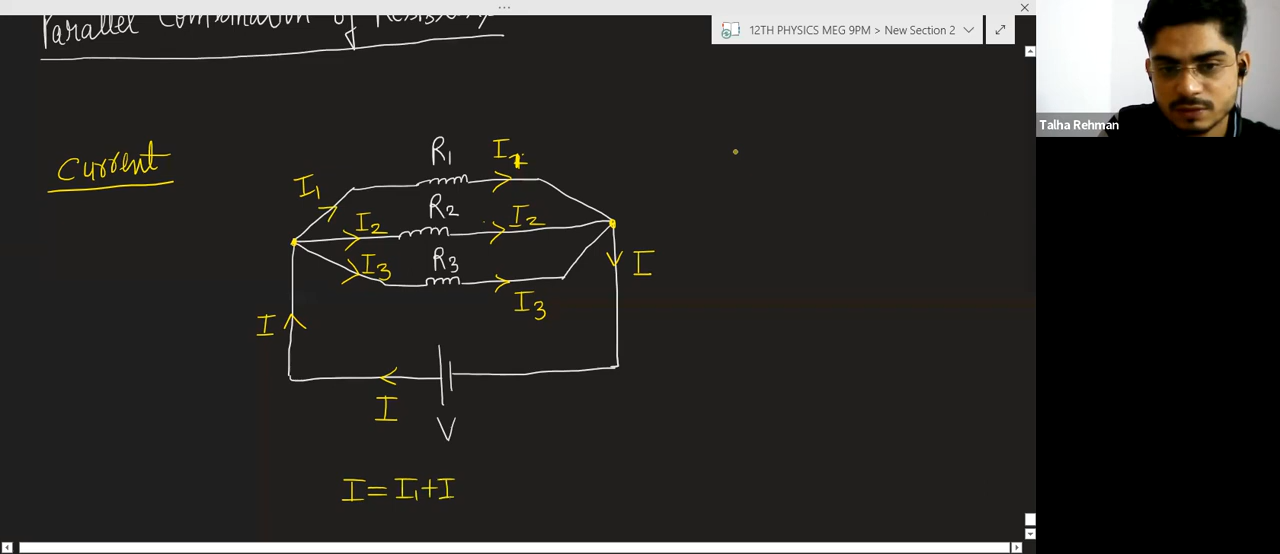 Parallel Combination of Resistors
12TH PHYSICS MEG 9PM > New Section 2
Talha Rehman
Current
R1
I1
I1
R2
I2
I2
R3
I3
I3
I
I
I
V
I = I1 + I